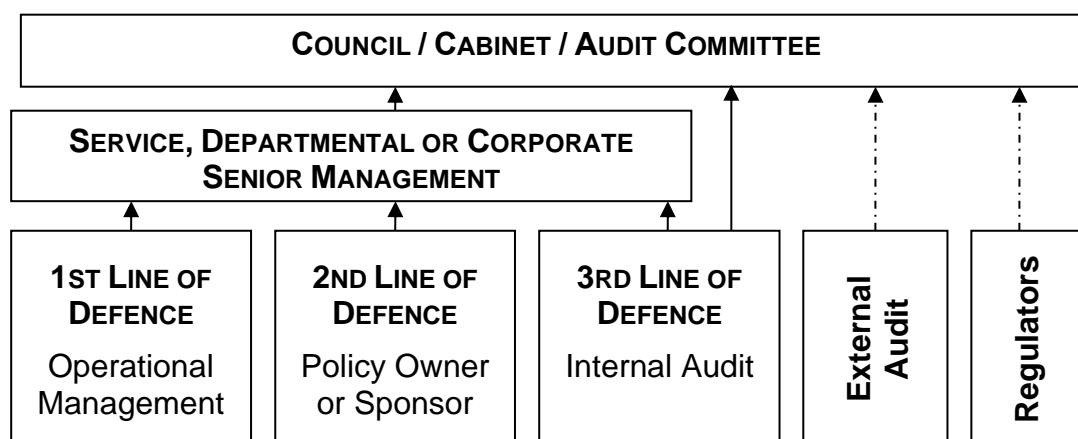 COUNCIL / CABINET / AUDIT COMMITTEE
SERVICE, DEPARTMENTAL OR CORPORATE
SENIOR MANAGEMENT
1ST LINE OF
DEFENCE
Operational
Management
2ND LINE OF
DEFENCE
Policy Owner
or Sponsor
3RD LINE OF
DEFENCE
Internal Audit
External
Audit
Regulators